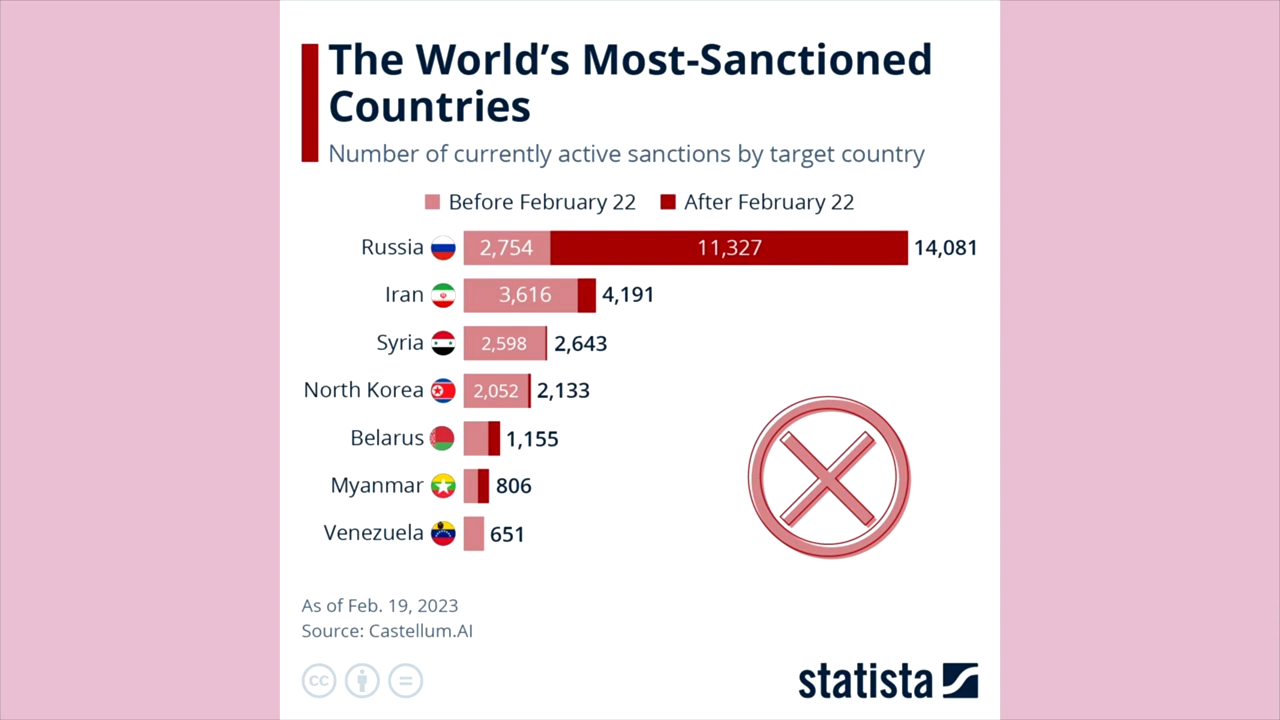 The World's Most-Sanctioned
Countries
Number of currently active sanctions by target country
Before February 22 After February 22
Russia 2,754 11,327 14,081
Iran 3,616 4,191
Syria 2,598 2,643
North Korea 2,052 2,133
Belarus 1,155
Myanmar 806
Venezuela 651
As of Feb. 19, 2023
Source: Castellum.AI
cc
statista